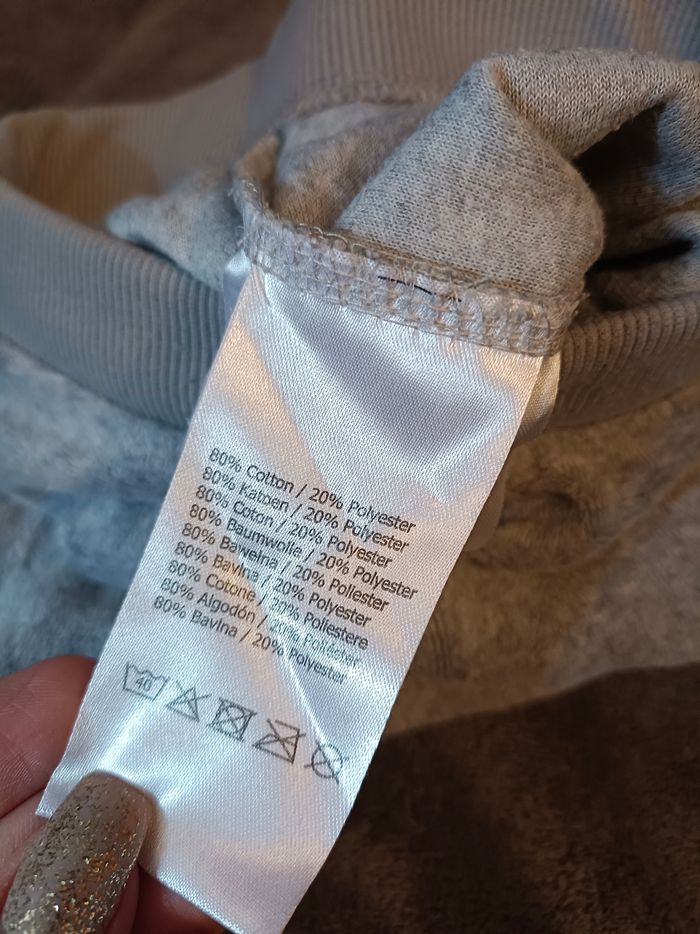 80% Cotton / 20% Polyester
80% Katoen / 20% Polyester
80% Coton / 20% Polyester
80% Baumwolle / 20% Polyester
80% Bawełna / 20% Poliester
80% Bavlna / 20% Polyester
80% Cotone / 20% Poliestere
80% Algodón / 20% Poliéster
80% Bavlna / 20% Polyester
40